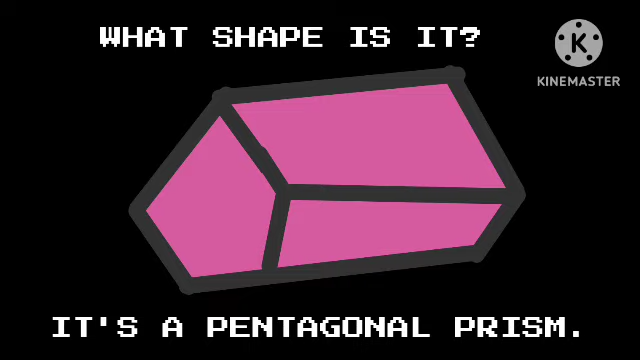 WHAT SHAPE IS IT?
K
KINEMASTER
IT'S A PENTAGONAL PRISM.